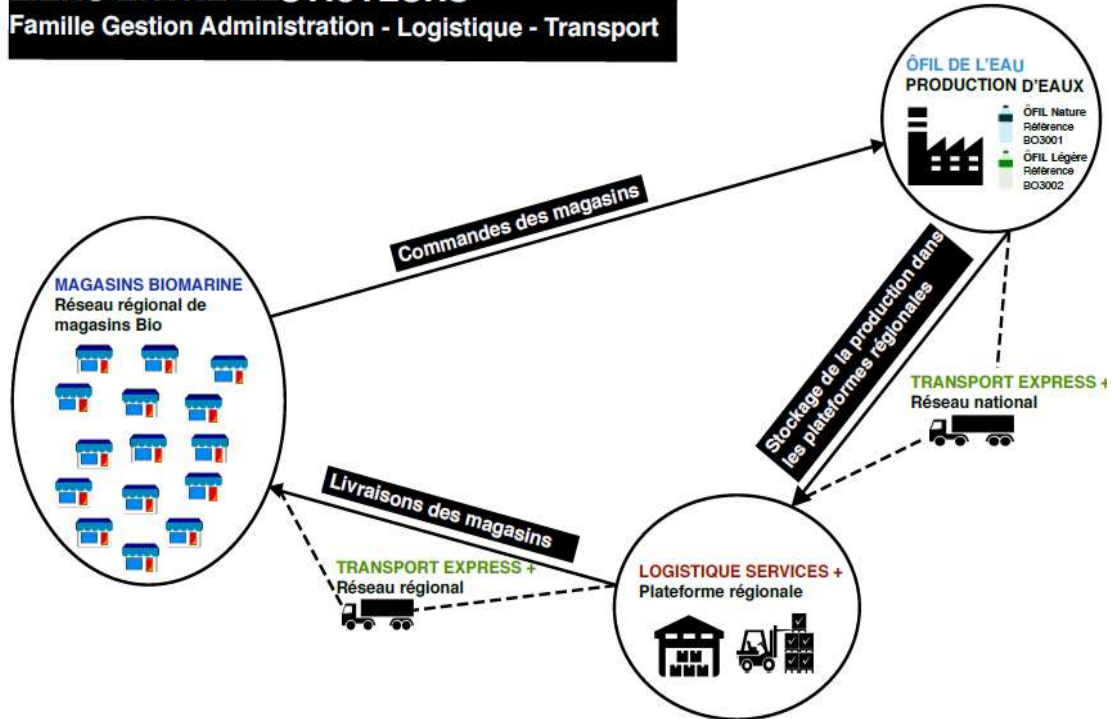 Famille Gestion Administration - Logistique - Transport
ÔFIL DE L'EAU
PRODUCTION D'EAUX
ÔFIL Nature
Référence
BO3001
ÔFIL Légère
Référence
BO3002
Commandes des magasins
MAGASINS BIOMARINE
Réseau régional de
magasins Bio
Stockage de la production dans
les plateformes régionales
TRANSPORT EXPRESS +
Réseau national
Livraisons des magasins
TRANSPORT EXPRESS +
Réseau régional
LOGISTIQUE SERVICES +
Plateforme régionale